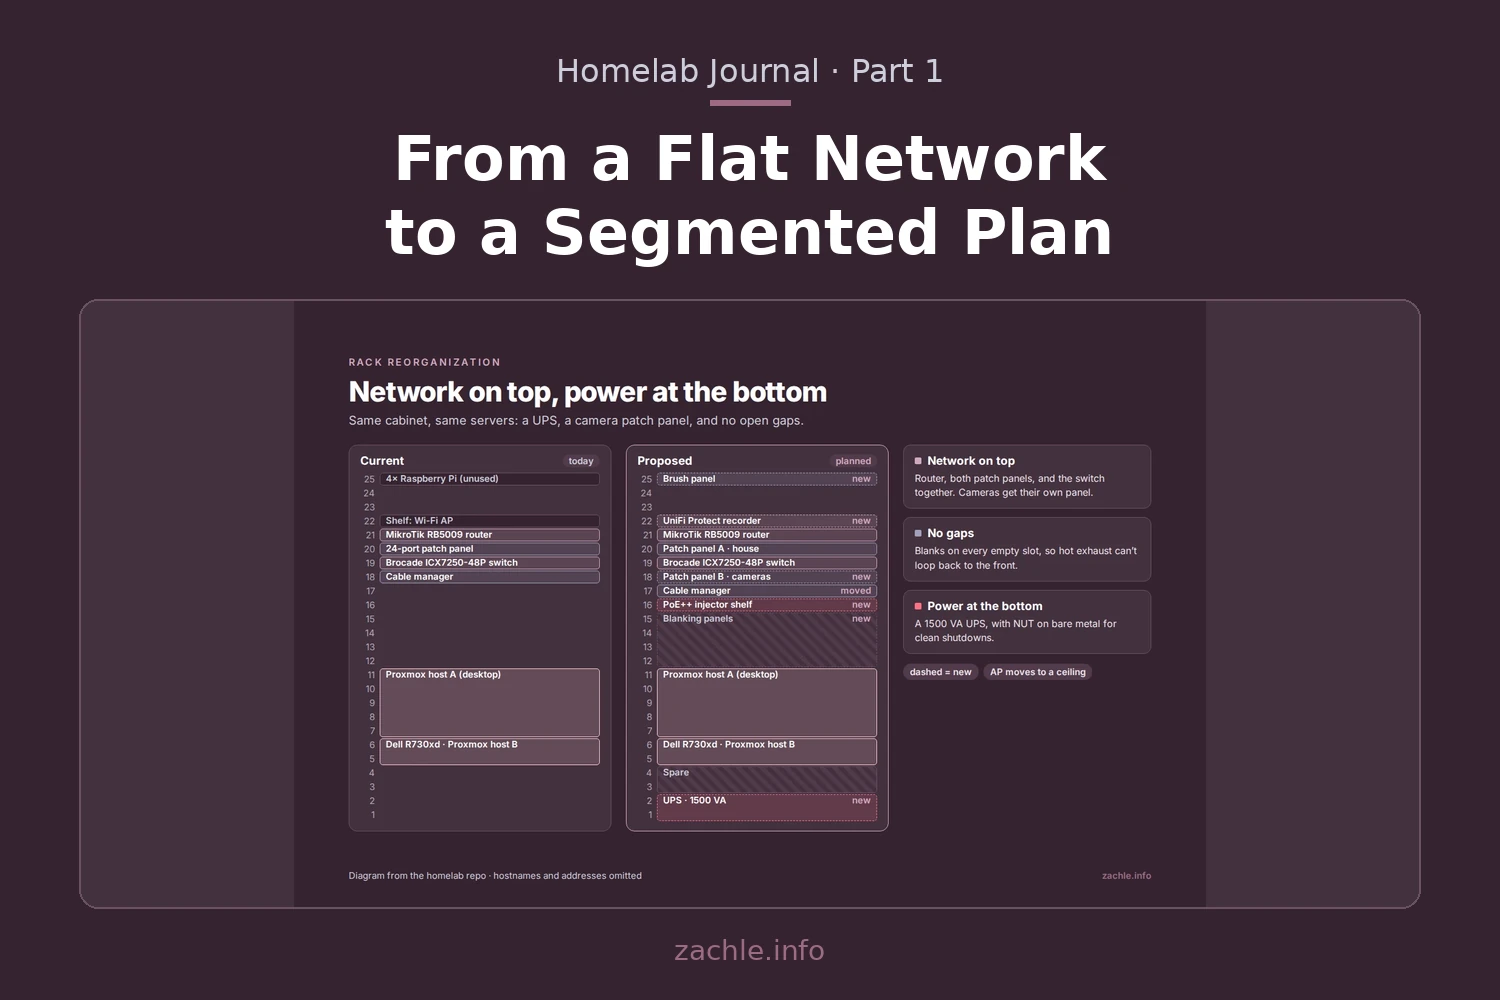 Homelab Journal · Part 1
From a Flat Network
to a Segmented Plan
RACK REORGANIZATION
Network on top, power at the bottom
Same cabinet, same servers: a UPS, a camera patch panel, and no open gaps.
Current today
25 4× Raspberry Pi (unused)
24
23
22 Shelf: Wi-Fi AP
21 MikroTik RB5009 router
20 24-port patch panel
19 Brocade ICX7250-48P switch
18 Cable manager
17
16
15
14
13
12
11 Proxmox host A (desktop)
10
9
8
7
6 Dell R730xd · Proxmox host B
5
4
3
2
1
Proposed planned
25 Brush panel new
24
23
22 UniFi Protect recorder new
21 MikroTik RB5009 router
20 Patch panel A · house
19 Brocade ICX7250-48P switch
18 Patch panel B · cameras new
17 Cable manager moved
16 PoE++ injector shelf new
15 Blanking panels new
14
13
12
11 Proxmox host A (desktop)
10
9
8
7
6 Dell R730xd · Proxmox host B
5
4 Spare
3
2 UPS · 1500 VA new
1
Network on top
Router, both patch panels, and the switch
together. Cameras get their own panel.
No gaps
Blanks on every empty slot, so hot exhaust can't
loop back to the front.
Power at the bottom
A 1500 VA UPS, with NUT on bare metal for
clean shutdowns.
dashed = new AP moves to a ceiling
Diagram from the homelab repo · hostnames and addresses omitted
zachle.info
zachle.info